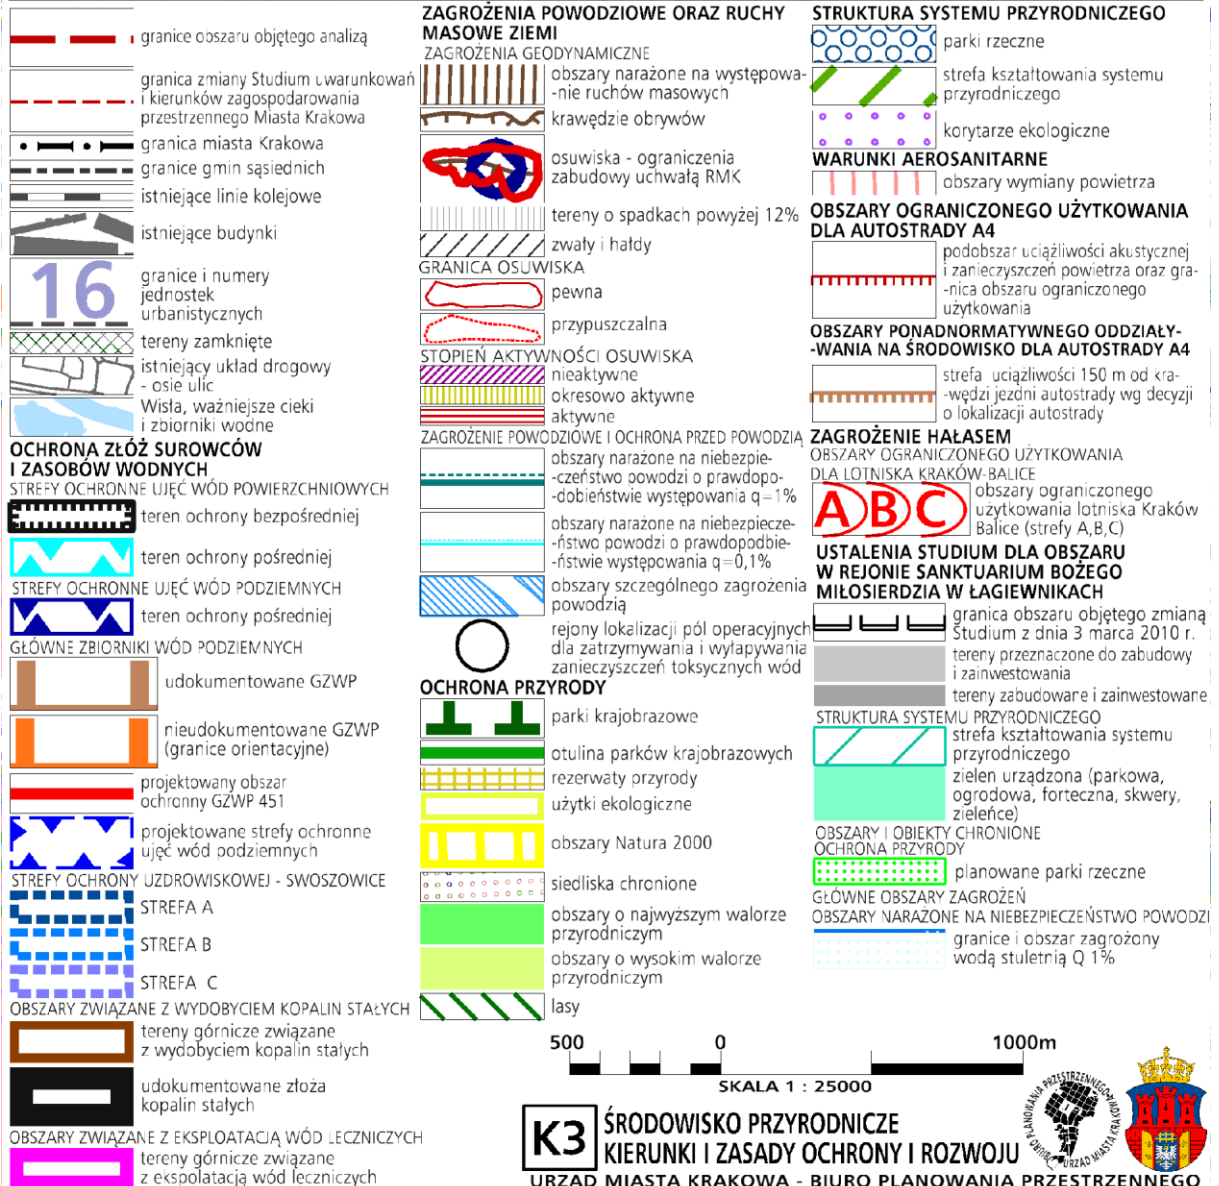 granice obszaru objętego analizą
granica zmiany Studium uwarunkowań
i kierunków zagospodarowania
przestrzennego Miasta Krakowa
granica miasta Krakowa
granice gmin sąsiednich
istniejące linie kolejowe
istniejące budynki
16
granice i numery
jednostek
urbanistycznych
tereny zamknięte
istniejący układ drogowy
- osie ulic
Wisła, ważniejsze cieki
i zbiorniki wodne
OCHRONA ZŁÓŻ SUROWCÓW
I ZASOBÓW WODNYCH
STREFY OCHRONNE UJĘĆ WÓD POWIERZCHNIOWYCH
teren ochrony bezpośredniej
teren ochrony pośredniej
STREFY OCHRONNE UJĘĆ WÓD PODZIEMNYCH
teren ochrony pośredniej
GŁÓWNE ZBIORNIKI WÓD PODZIEMNYCH
udokumentowane GZWP
nieudokumentowane GZWP
(granice orientacyjne)
projektowany obszar
ochronny GZWP 451
projektowane strefy ochronne
ujęć wód podziemnych
STREFY OCHRONY UZDROWISKOWEJ - SWOSZOWICE
STREFA A
STREFA B
STREFA C
OBSZARY ZWIĄZANE Z WYDOBYCIEM KOPALIN STAŁYCH
tereny górnicze związane
z wydobyciem kopalin stałych
udokumentowane złoża
kopalin stałych
OBSZARY ZWIĄZANE Z EKSPLOATACJĄ WÓD LECZNICZYCH
tereny górnicze związane
z ekspolatacją wód leczniczych
ZAGROŻENIA POWODZIOWE ORAZ RUCHY
MASOWE ZIEMI
ZAGROŻENIA GEODYNAMICZNE
obszary narażone na występowa-
-nie ruchów masowych
krawędzie obrywów
osuwiska - ograniczenia
zabudowy uchwałą RMK
tereny o spadkach powyżej 12%
zwały i hałdy
GRANICA OSUWISKA
pewna
przypuszczalna
STOPIEŃ AKTYWNOŚCI OSUWISKA
nieaktywne
okresowo aktywne
aktywne
ZAGROŻENIE POWODZIOWE I OCHRONA PRZED POWODZIĄ
obszary narażone na niebezpie-
-czeństwo powodzi o prawdopo-
-dobieństwie występowania q=1%
obszary narażone na niebezpiecze-
-ństwo powodzi o prawdopodbie-
-ństwie występowania q=0,1%
obszary szczególnego zagrożenia
powodzią
rejony lokalizacji pól operacyjnych
dla zatrzymywania i wyłapywania
zanieczyszczeń toksycznych wód
OCHRONA PRZYRODY
parki krajobrazowe
otulina parków krajobrazowych
rezerwaty przyrody
użytki ekologiczne
obszary Natura 2000
siedliska chronione
obszary o najwyższym walorze
przyrodniczym
obszary o wysokim walorze
przyrodniczym
lasy
STRUKTURA SYSTEMU PRZYRODNICZEGO
parki rzeczne
strefa kształtowania systemu
przyrodniczego
korytarze ekologiczne
WARUNKI AEROSANITARNE
obszary wymiany powietrza
OBSZARY OGRANICZONEGO UŻYTKOWANIA
DLA AUTOSTRADY A4
podobszar uciążliwości akustycznej
i zanieczyszczeń powietrza oraz gra-
-nica obszaru ograniczonego
użytkowania
OBSZARY PONADNORMATYWNEGO ODDZIAŁY-
-WANIA NA ŚRODOWISKO DLA AUTOSTRADY A4
strefa uciążliwości 150 m od kra-
-wędzi jezdni autostrady wg decyzji
o lokalizacji autostrady
ZAGROŻENIE HAŁASEM
OBSZARY OGRANICZONEGO UŻYTKOWANIA
DLA LOTNISKA KRAKÓW-BALICE
A B C
obszary ograniczonego
użytkowania lotniska Kraków
Balice (strefy A,B,C)
USTALENIA STUDIUM DLA OBSZARU
W REJONIE SANKTUARIUM BOŻEGO
MIŁOSIERDZIA W ŁAGIEWNIKACH
granica obszaru objętego zmianą
Studium z dnia 3 marca 2010 r.
tereny przeznaczone do zabudowy
i zainwestowania
tereny zabudowane i zainwestowane
STRUKTURA SYSTEMU PRZYRODNICZEGO
strefa kształtowania systemu
przyrodniczego
zielen urządzona (parkowa,
ogrodowa, forteczna, skwery,
zieleńce)
OBSZARY I OBIEKTY CHRONIONE
OCHRONA PRZYRODY
planowane parki rzeczne
GŁÓWNE OBSZARY ZAGROŻEŃ
OBSZARY NARAŻONE NA NIEBEZPIECZEŃSTWO POWODZI
granice i obszar zagrożony
wodą stuletnią Q 1%
500 0 1000m
SKALA 1 : 25000
K3
ŚRODOWISKO PRZYRODNICZE
KIERUNKI I ZASADY OCHRONY I ROZWOJU
BIURO PLANOWANIA PRZESTRZENNEGO
URZĄD MIASTA KRAKOWA
URZĄD MIASTA KRAKOWA - BIURO PLANOWANIA PRZESTRZENNEGO